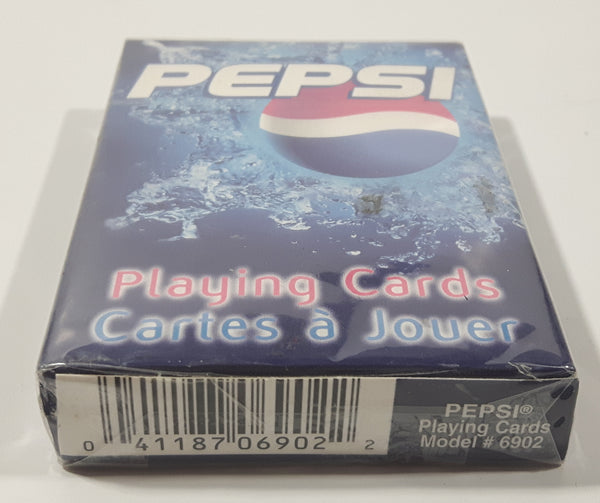 PEPSI
Playing Cards
Cartes à Jouer
0 41187 06902 2
PEPSI®
Playing Cards
Model # 6902